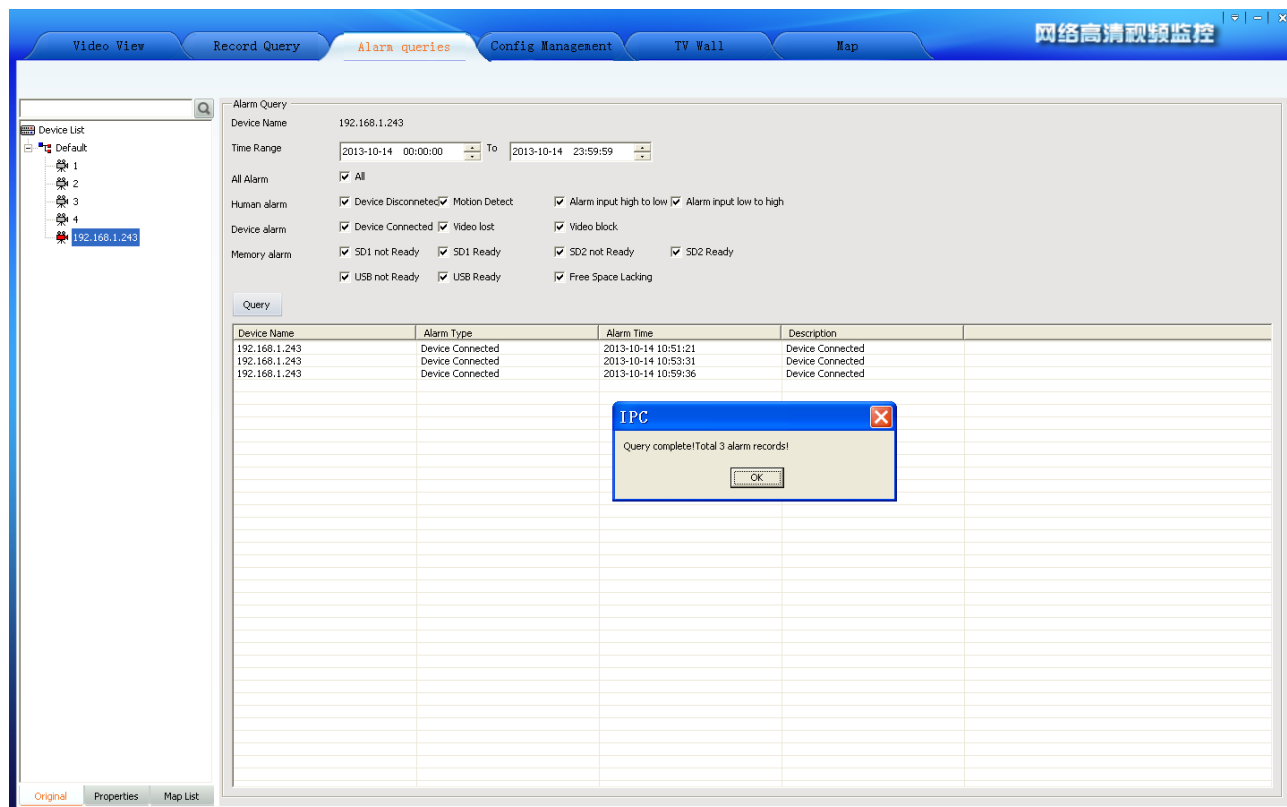 网络高清视频监控
Video View Record Query Alarm queries Config Management TV Wall Map
Device List
Default
1
2
3
4
192.168.1.243
Alarm Query
Device Name 192.168.1.243
Time Range 2013-10-14 00:00:00 To 2013-10-14 23:59:59
All Alarm All
Human alarm Device Disconneted Motion Detect Alarm input high to low Alarm input low to high
Device alarm Device Connected Video lost Video block
Memory alarm SD1 not Ready SD1 Ready SD2 not Ready SD2 Ready
USB not Ready USB Ready Free Space Lacking
Query
Device Name Alarm Type Alarm Time Description
192.168.1.243 Device Connected 2013-10-14 10:51:21 Device Connected
192.168.1.243 Device Connected 2013-10-14 10:53:31 Device Connected
192.168.1.243 Device Connected 2013-10-14 10:59:36 Device Connected
IPC
Query complete!Total 3 alarm records!
OK
Original Properties Map List